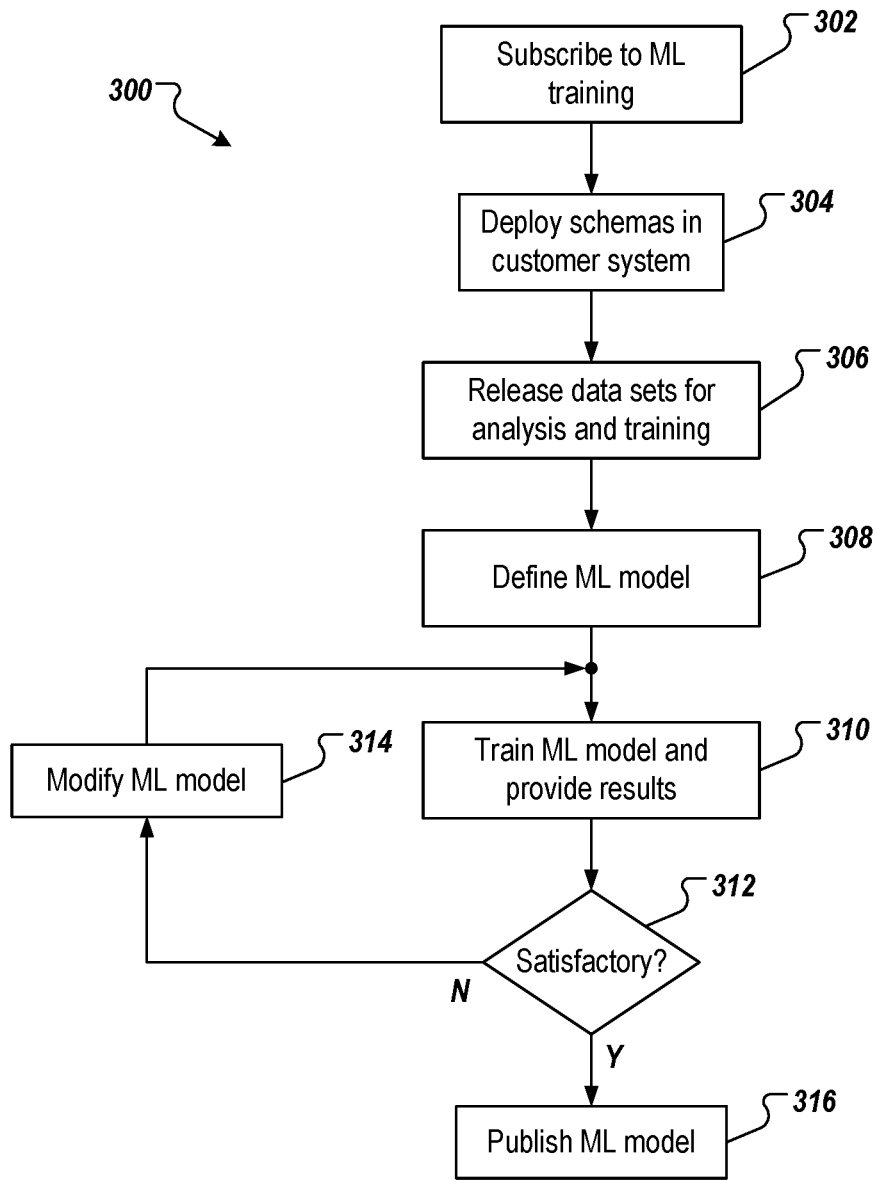 302
Subscribe to ML
training
300
304
Deploy schemas in
customer system
306
Release data sets for
analysis and training
308
Define ML model
310
Train ML model and
provide results
314
Modify ML model
312
Satisfactory?
N
Y
316
Publish ML model